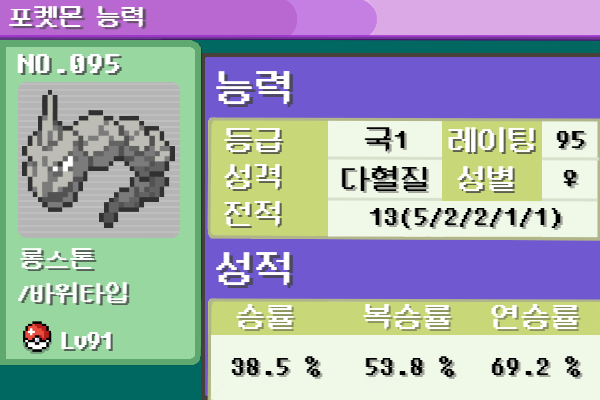 포켓몬 능력
NO.095
롱스톤
/바위타입
Lv91
능력
등급 국1 레이팅 95
성격 다혈질 성별 ♀
전적 13(5/2/2/1/1)
성적
승률 복승률 연승률
38.5 % 53.8 % 69.2 %